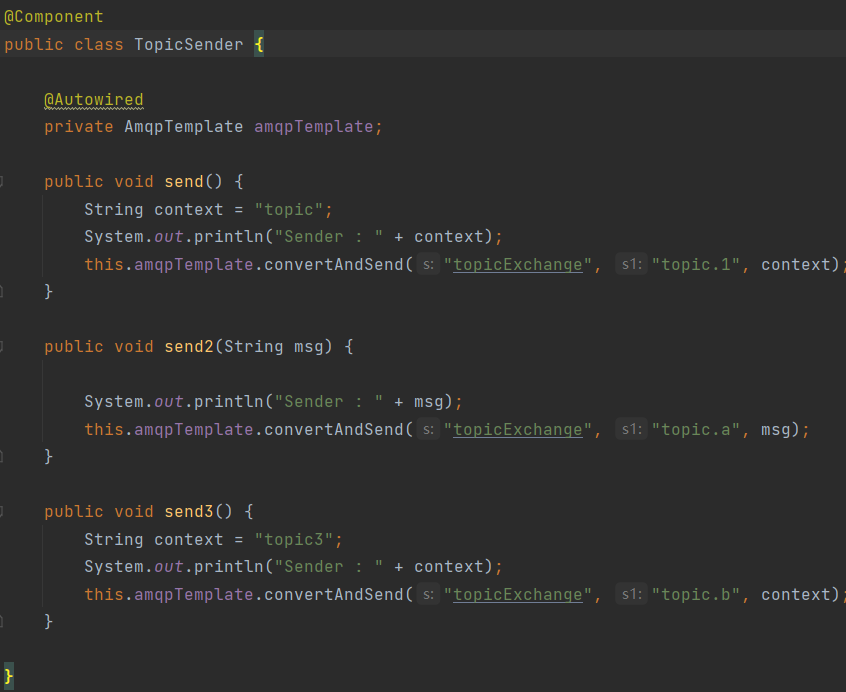 @Component
public class TopicSender {
@Autowired
private AmqpTemplate amqpTemplate;
public void send() {
String context = "topic";
System.out.println("Sender : " + context);
this.amqpTemplate.convertAndSend( s: "topicExchange", s1: "topic.1", context);
}
public void send2(String msg) {
System.out.println("Sender : " + msg);
this.amqpTemplate.convertAndSend( s: "topicExchange", s1: "topic.a", msg);
}
public void send3() {
String context = "topic3";
System.out.println("Sender : " + context);
this.amqpTemplate.convertAndSend( s: "topicExchange", s1: "topic.b", context);
}
}